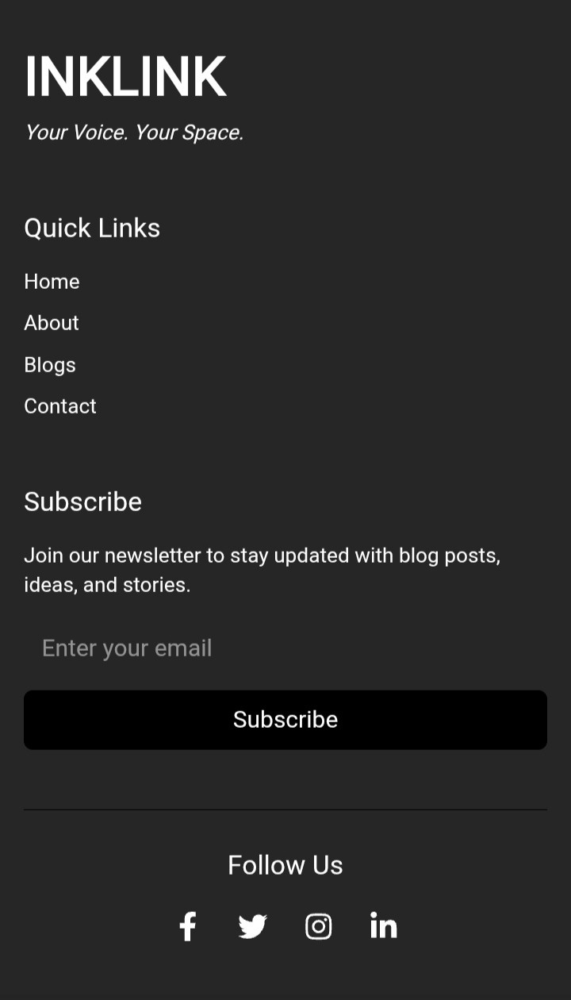 INKLINK
Your Voice. Your Space.
Quick Links
Home
About
Blogs
Contact
Subscribe
Join our newsletter to stay updated with blog posts,
ideas, and stories.
Enter your email
Subscribe
Follow Us